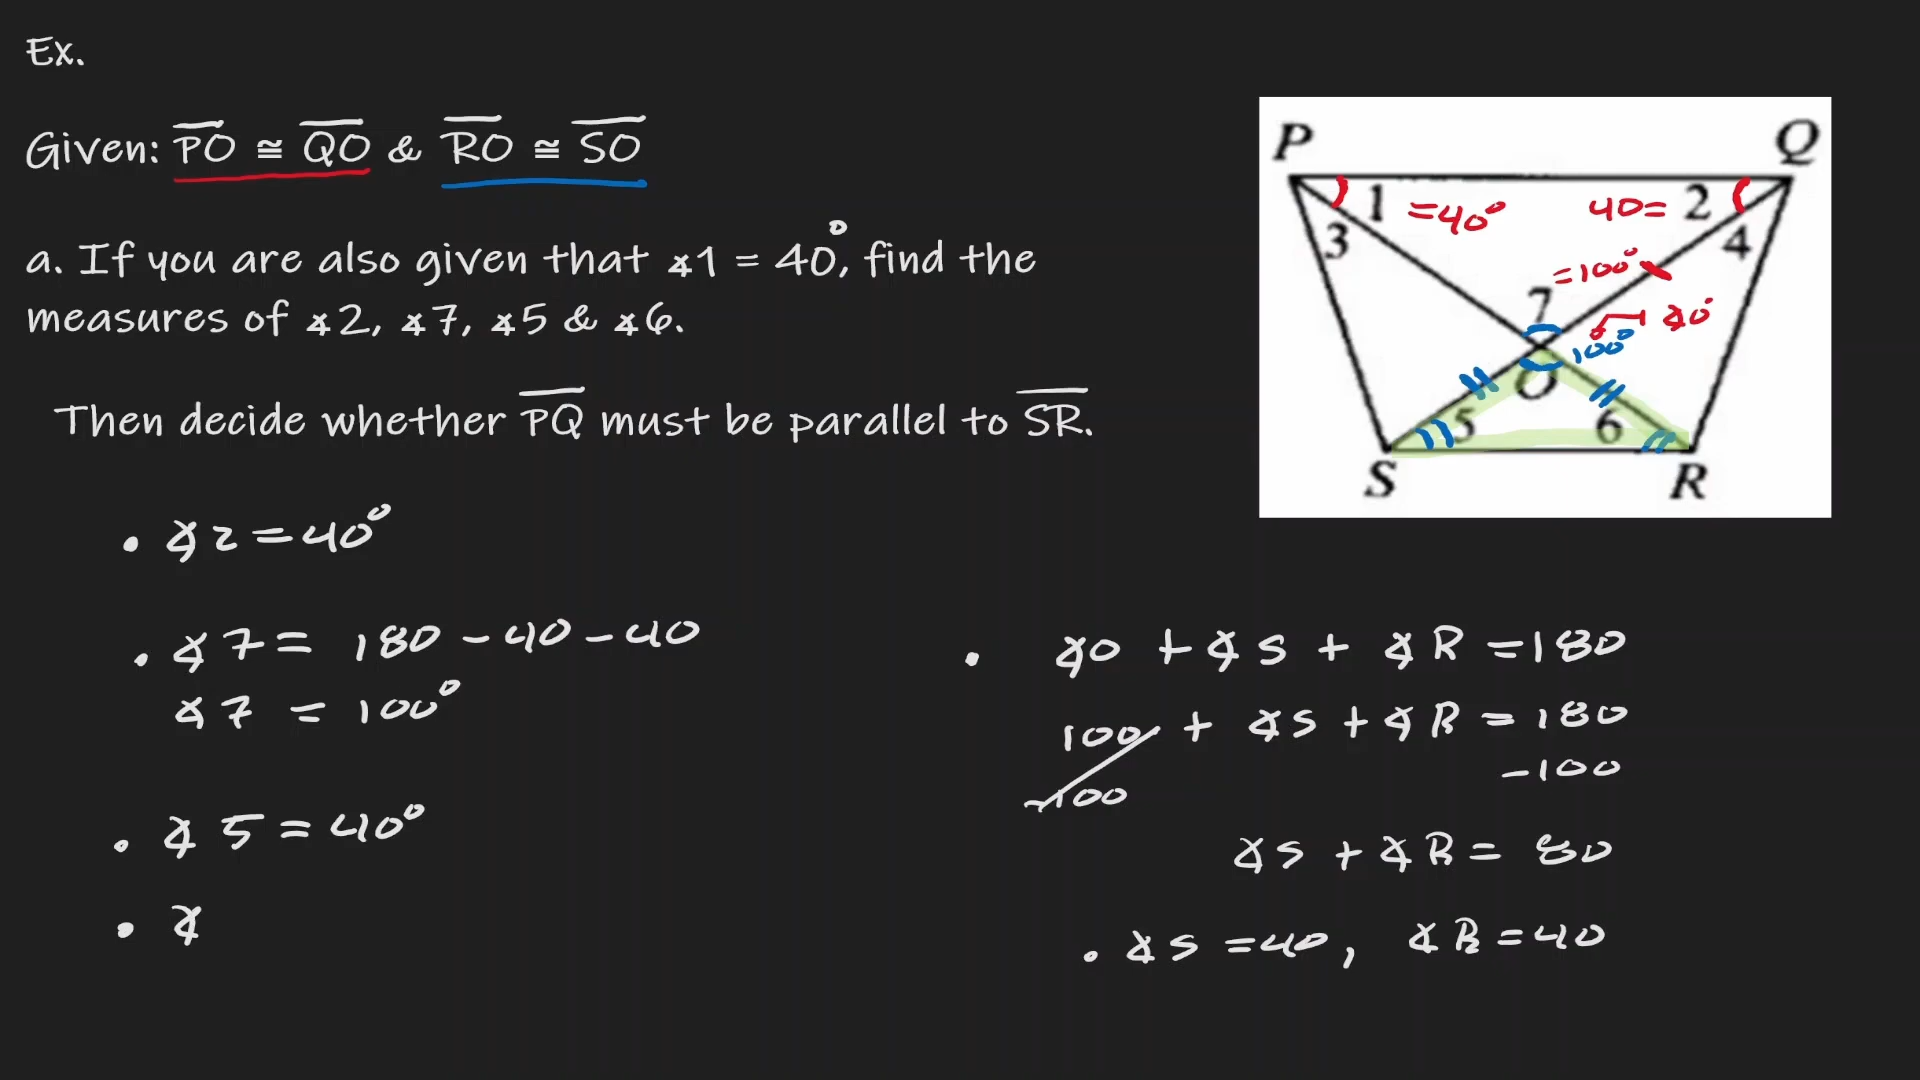 Ex.
Given: PO ≅ QO & RO ≅ SO
a. If you are also given that ∡1 = 40°, find the
measures of ∡2, ∡7, ∡5 & ∡6.
Then decide whether PQ must be parallel to SR.
• ∡2 = 40°
• ∡7 = 180 - 40 - 40
∡7 = 100°
• ∡5 = 40°
• ∡
P Q
1 = 40° 40 = 2
3 4
= 100°
7 ∡O
100°
O
5 6
S R
• ∡O + ∡S + ∡R = 180
100 + ∡S + ∡R = 180
-100 -100
∡S + ∡R = 80
• ∡S = 40, ∡R = 40